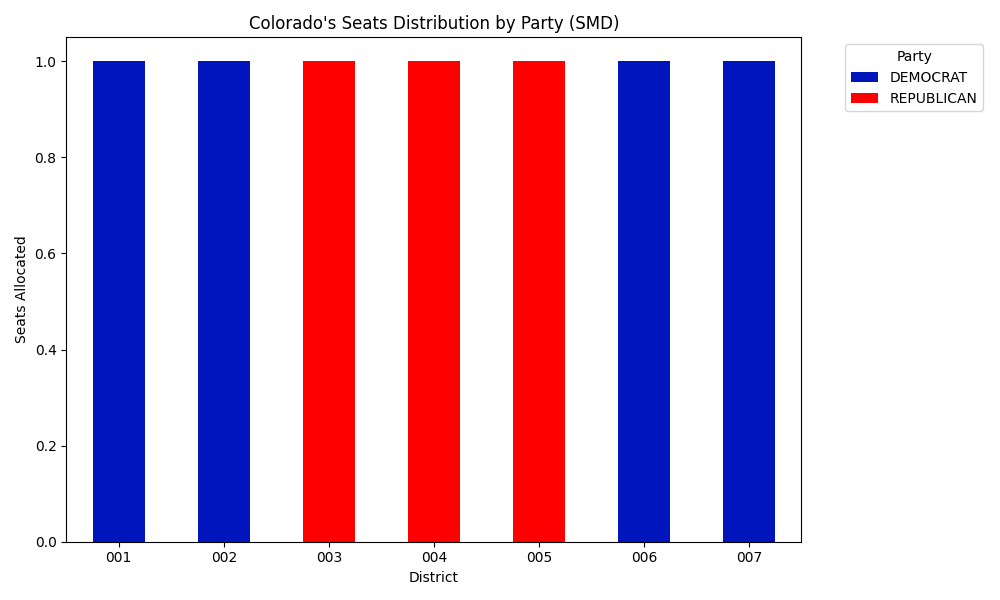 Colorado's Seats Distribution by Party (SMD)
Party
DEMOCRAT
REPUBLICAN
Seats Allocated
1.0
0.8
0.6
0.4
0.2
0.0
001 002 003 004 005 006 007
District